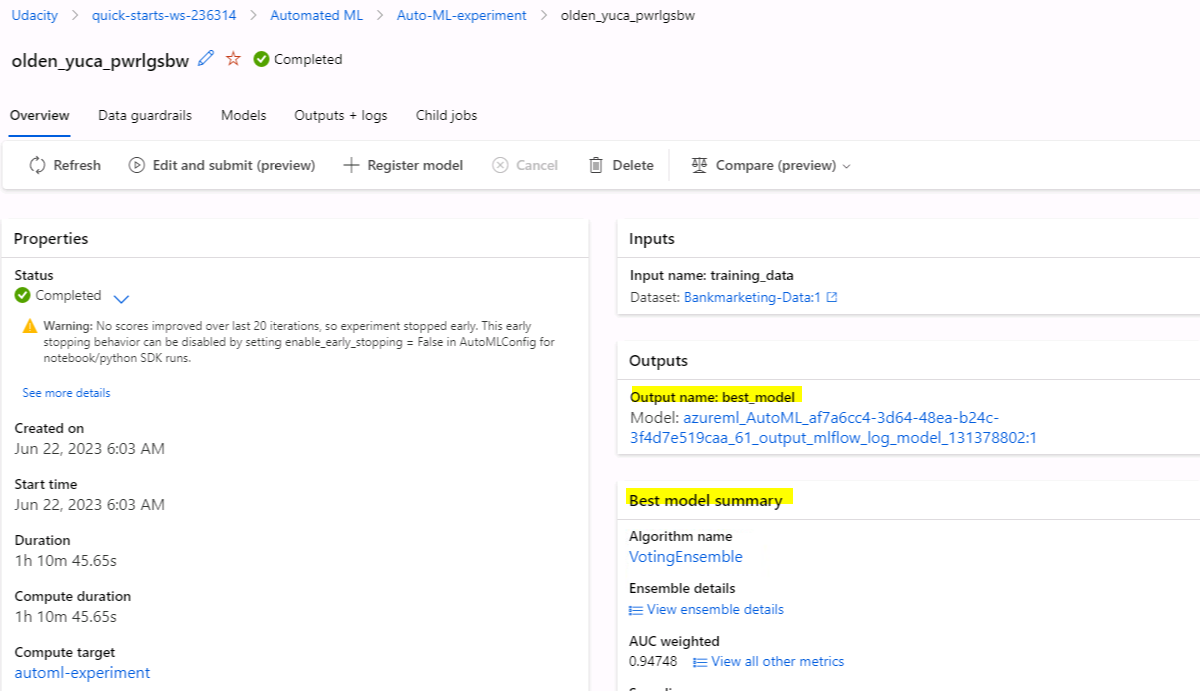 Udacity > quick-starts-ws-236314 > Automated ML > Auto-ML-experiment > olden_yuca_pwrlgsbw
olden_yuca_pwrlgsbw Completed
Overview Data guardrails Models Outputs + logs Child jobs
Refresh Edit and submit (preview) Register model Cancel Delete Compare (preview)
Properties
Status
Completed
Warning: No scores improved over last 20 iterations, so experiment stopped early. This early
stopping behavior can be disabled by setting enable_early_stopping = False in AutoMLConfig for
notebook/python SDK runs.
See more details
Created on
Jun 22, 2023 6:03 AM
Start time
Jun 22, 2023 6:03 AM
Duration
1h 10m 45.65s
Compute duration
1h 10m 45.65s
Compute target
automl-experiment
Inputs
Input name: training_data
Dataset: Bankmarketing-Data:1
Outputs
Output name: best_model
Model: azureml_AutoML_af7a6cc4-3d64-48ea-b24c-
3f4d7e519caa_61_output_mlflow_log_model_131378802:1
Best model summary
Algorithm name
VotingEnsemble
Ensemble details
View ensemble details
AUC weighted
0.94748 View all other metrics